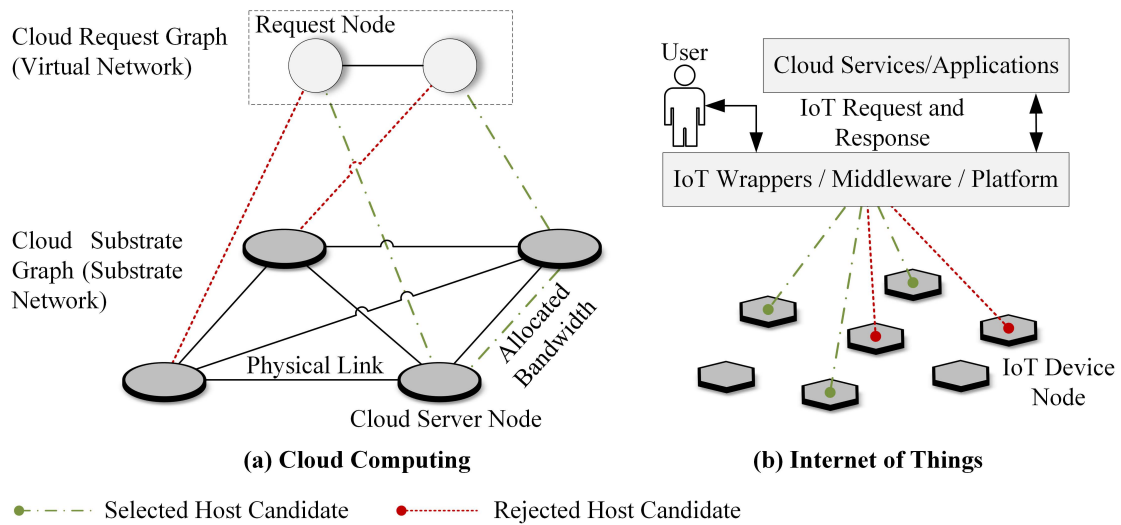 Cloud Request Graph
(Virtual Network)
Request Node
Cloud Substrate
Graph (Substrate
Network)
Physical Link
Allocated
Bandwidth
Cloud Server Node
(a) Cloud Computing
User
Cloud Services/Applications
IoT Request and
Response
IoT Wrappers / Middleware / Platform
IoT Device
Node
(b) Internet of Things
Selected Host Candidate
Rejected Host Candidate